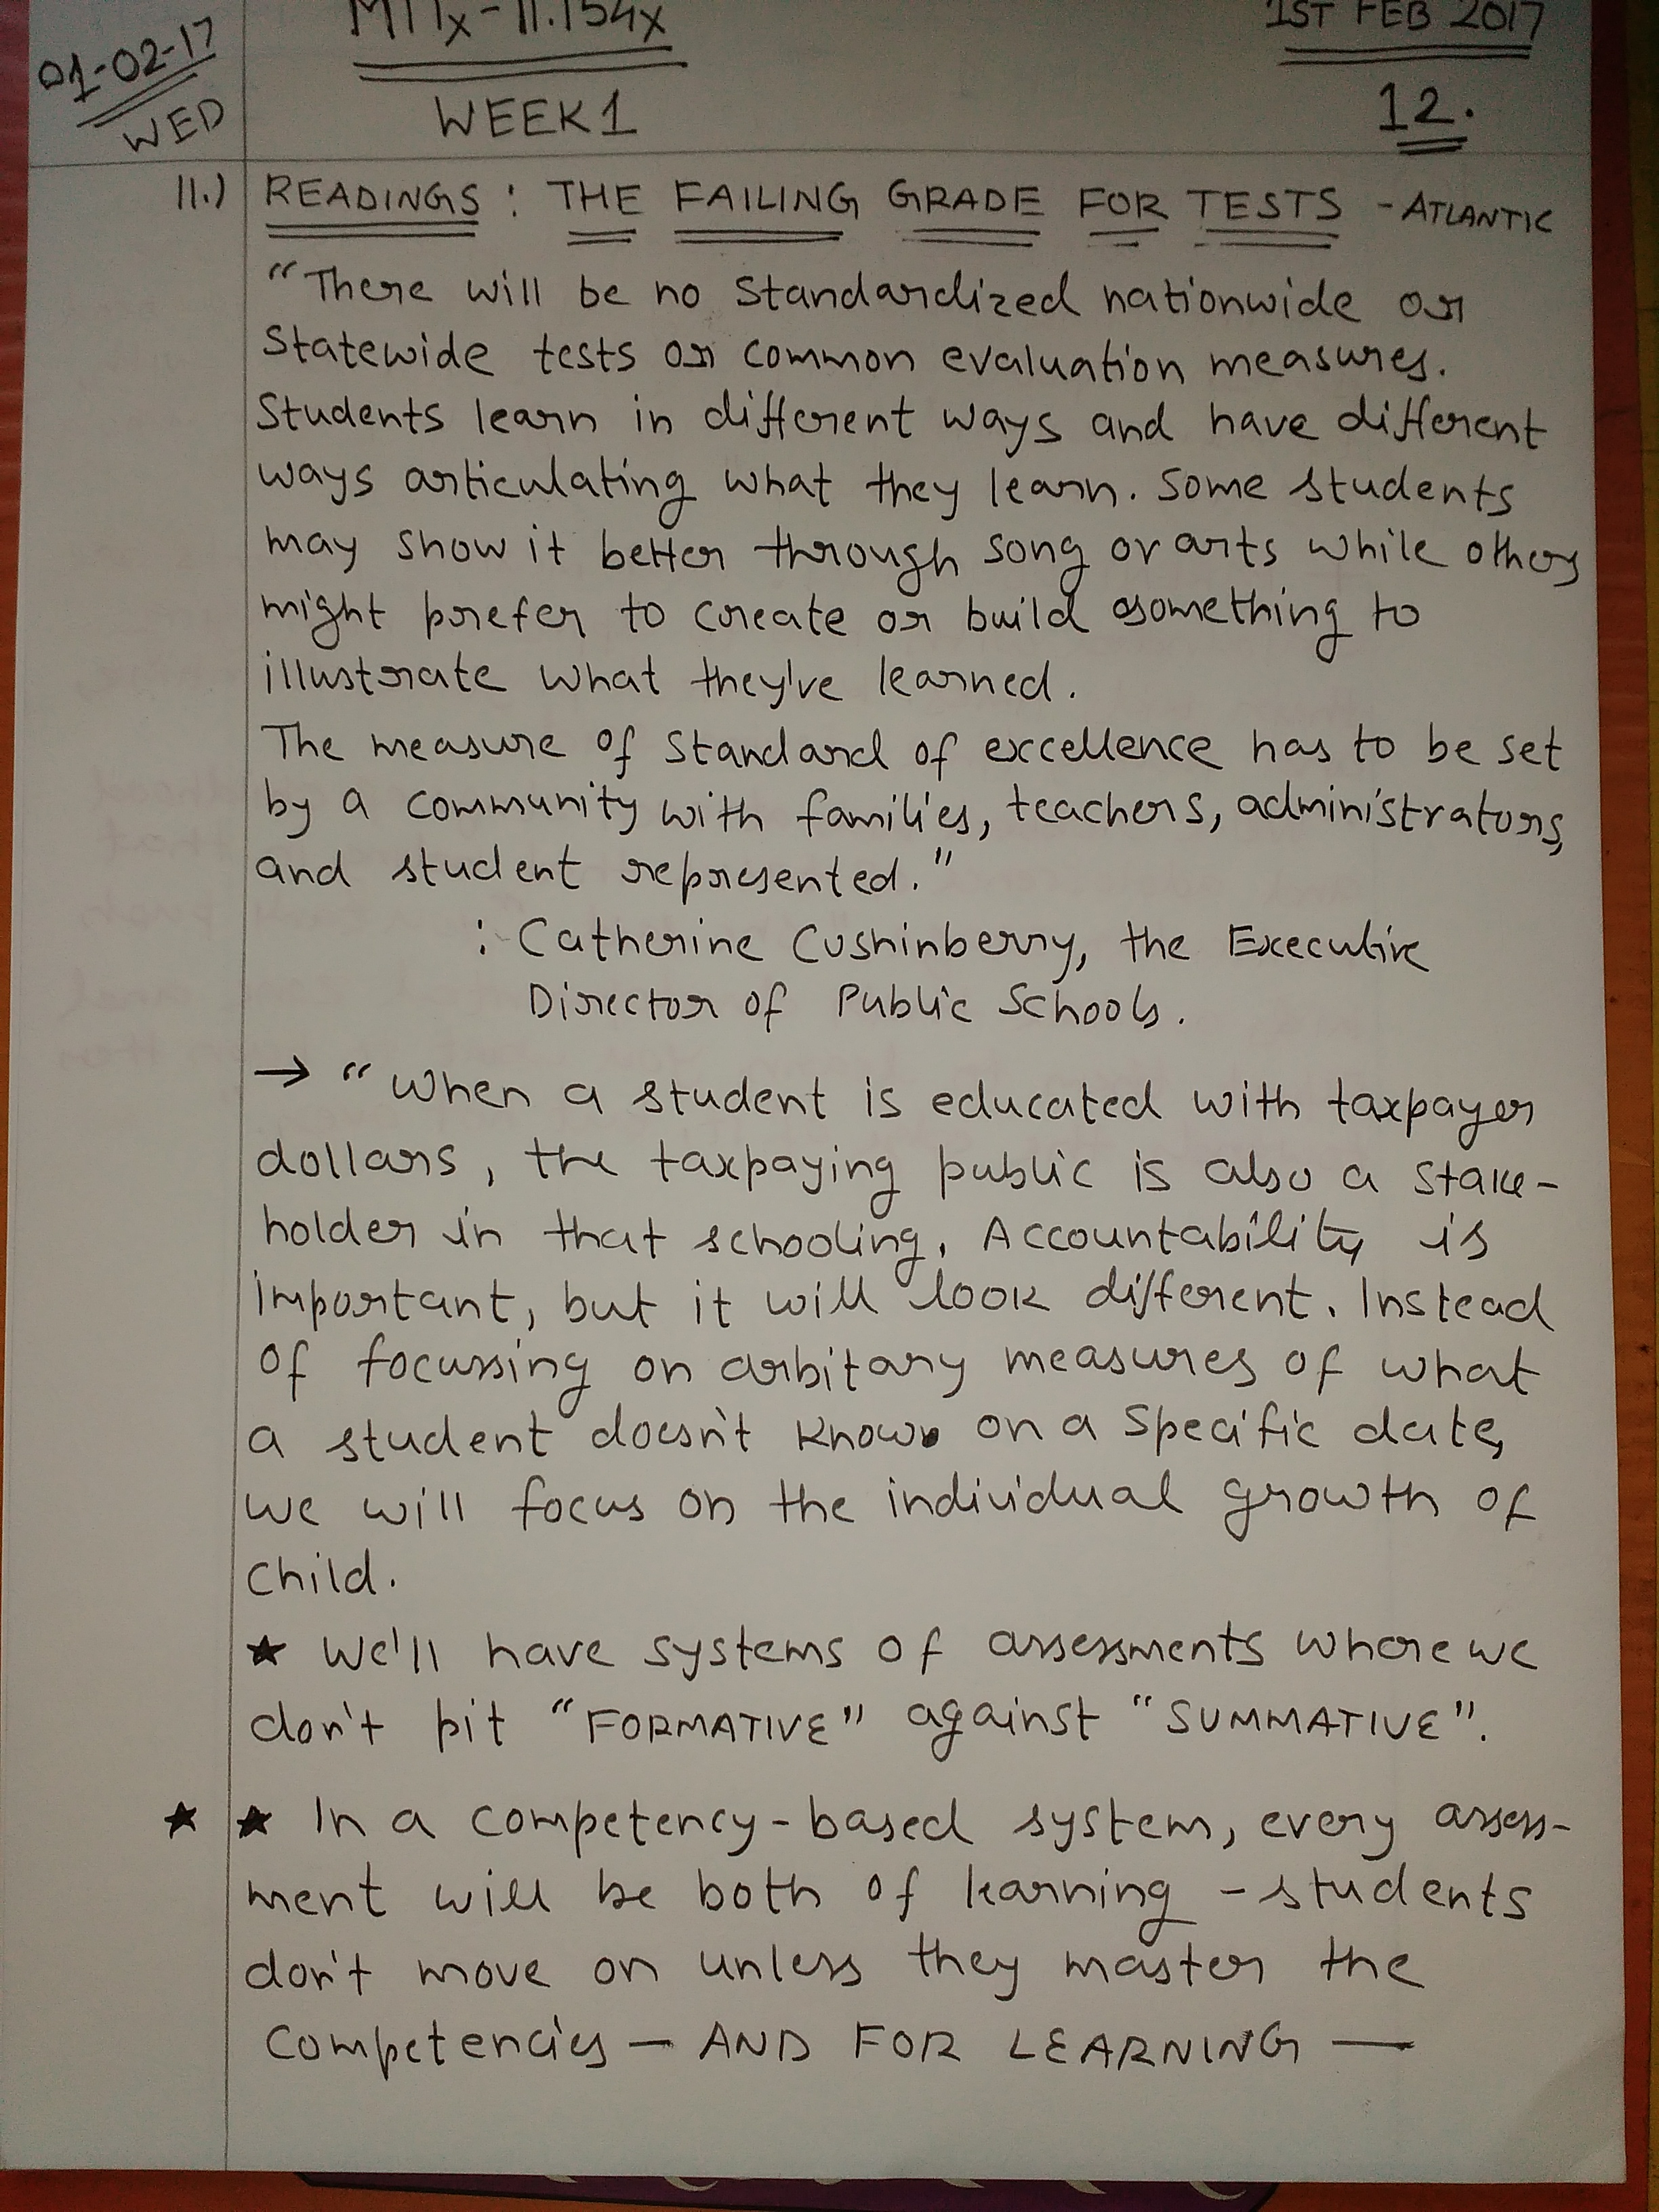 01-02-17
WED
MITx-11.154x
WEEK 1
1ST FEB 2017
12.
11.) READINGS : THE FAILING GRADE FOR TESTS - ATLANTIC
"There will be no standardized nationwide or
statewide tests or common evaluation measures.
Students learn in different ways and have different
ways articulating what they learn. Some students
may show it better through song or arts while others
might prefer to create or build something to
illustrate what they've learned.
The measure of standard of excellence has to be set
by a community with families, teachers, administrators,
and student represented."
: Catherine Cushinberry, the Executive
Director of Public Schools.
→ "When a student is educated with taxpayer
dollars, the taxpaying public is also a stake-
holder in that schooling. Accountability is
important, but it will look different. Instead
of focussing on arbitary measures of what
a student doesn't know on a specific date,
we will focus on the individual growth of
child.
★ We'll have systems of assessments where we
don't pit "FORMATIVE" against "SUMMATIVE".
★ ★ In a competency-based system, every assess-
ment will be both of learning - students
don't move on unless they master the
competencies — AND FOR LEARNING —